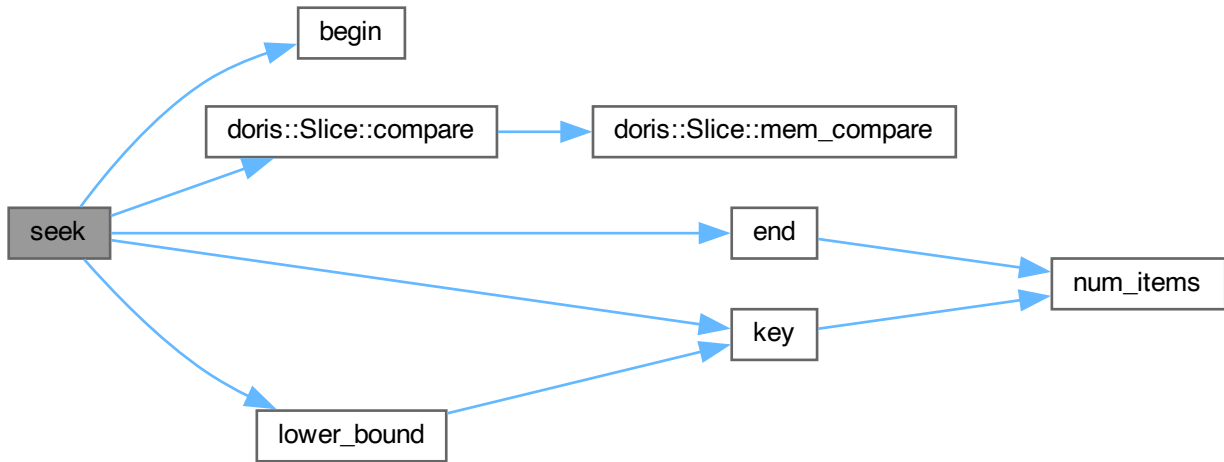 begin
doris::Slice::compare
doris::Slice::mem_compare
seek
end
num_items
key
lower_bound